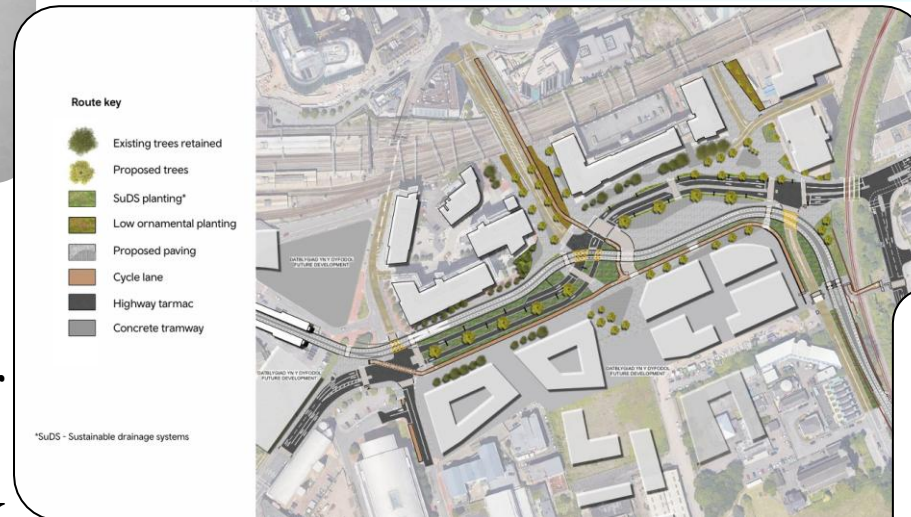 Route key
Existing trees retained
Proposed trees
SuDS planting*
Low ornamental planting
Proposed paving
Cycle lane
Highway tarmac
Concrete tramway
*SuDS - Sustainable drainage systems
DATBLYGIAD YN Y DYFODOL
FUTURE DEVELOPMENT
DATBLYGIAD YN Y DYFODOL
FUTURE DEVELOPMENT
DATBLYGIAD YN Y DYFODOL
FUTURE DEVELOPMENT